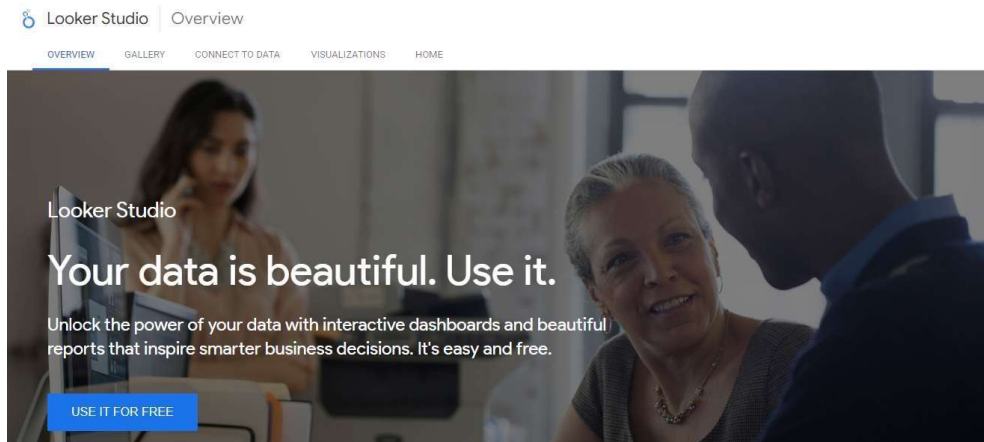 Looker Studio Overview
OVERVIEW GALLERY CONNECT TO DATA VISUALIZATIONS HOME
Looker Studio
Your data is beautiful. Use it.
Unlock the power of your data with interactive dashboards and beautiful
reports that inspire smarter business decisions. It's easy and free.
USE IT FOR FREE